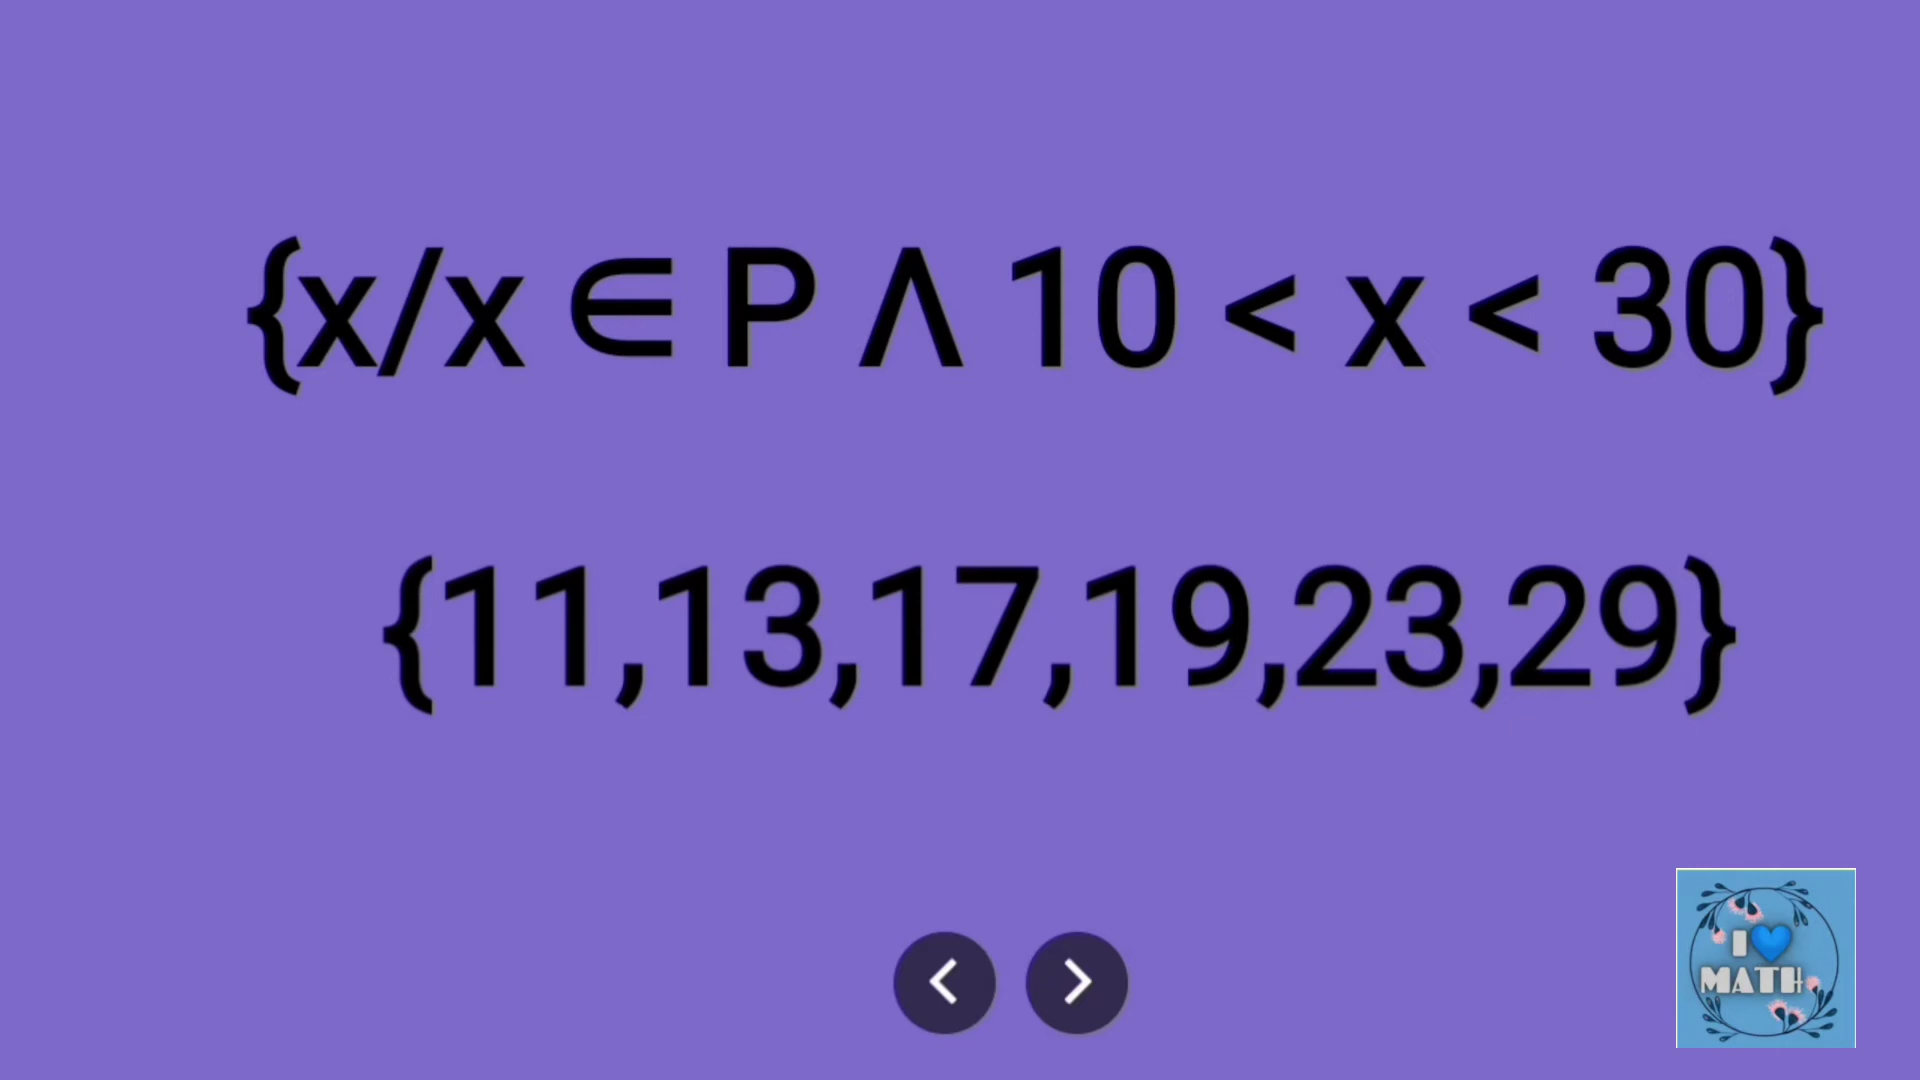 {x/x ∈ P Λ 10 < x < 30}
{11,13,17,19,23,29}
I💙
MATH